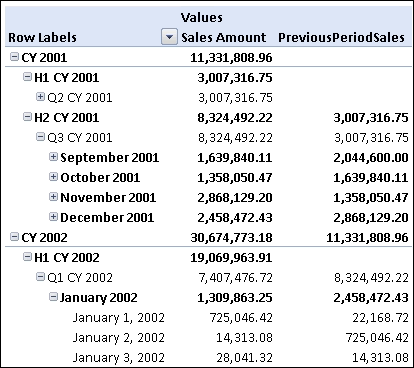 Values
Row Labels Sales Amount PreviousPeriodSales
CY 2001 11,331,808.96
H1 CY 2001 3,007,316.75
Q2 CY 2001 3,007,316.75
H2 CY 2001 8,324,492.22 3,007,316.75
Q3 CY 2001 8,324,492.22 3,007,316.75
September 2001 1,639,840.11 2,044,600.00
October 2001 1,358,050.47 1,639,840.11
November 2001 2,868,129.20 1,358,050.47
December 2001 2,458,472.43 2,868,129.20
CY 2002 30,674,773.18 11,331,808.96
H1 CY 2002 19,069,963.91
Q1 CY 2002 7,407,476.72 8,324,492.22
January 2002 1,309,863.25 2,458,472.43
January 1, 2002 725,046.42 22,168.72
January 2, 2002 14,313.08 725,046.42
January 3, 2002 28,041.32 14,313.08